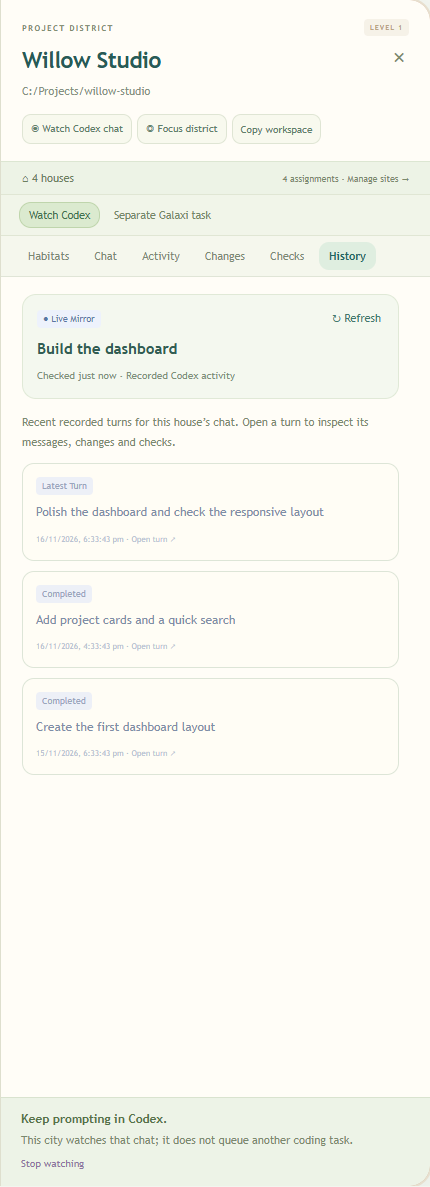 PROJECT DISTRICT
LEVEL 1
Willow Studio
×
C:/Projects/willow-studio
◉ Watch Codex chat
◎ Focus district
Copy workspace
⌂ 4 houses
4 assignments · Manage sites →
Watch Codex
Separate Galaxi task
Habitats
Chat
Activity
Changes
Checks
History
● Live Mirror
↻ Refresh
Build the dashboard
Checked just now · Recorded Codex activity
Recent recorded turns for this house's chat. Open a turn to inspect its
messages, changes and checks.
Latest Turn
Polish the dashboard and check the responsive layout
16/11/2026, 6:33:43 pm · Open turn ↗
Completed
Add project cards and a quick search
16/11/2026, 4:33:43 pm · Open turn ↗
Completed
Create the first dashboard layout
15/11/2026, 6:33:43 pm · Open turn ↗
Keep prompting in Codex.
This city watches that chat; it does not queue another coding task.
Stop watching